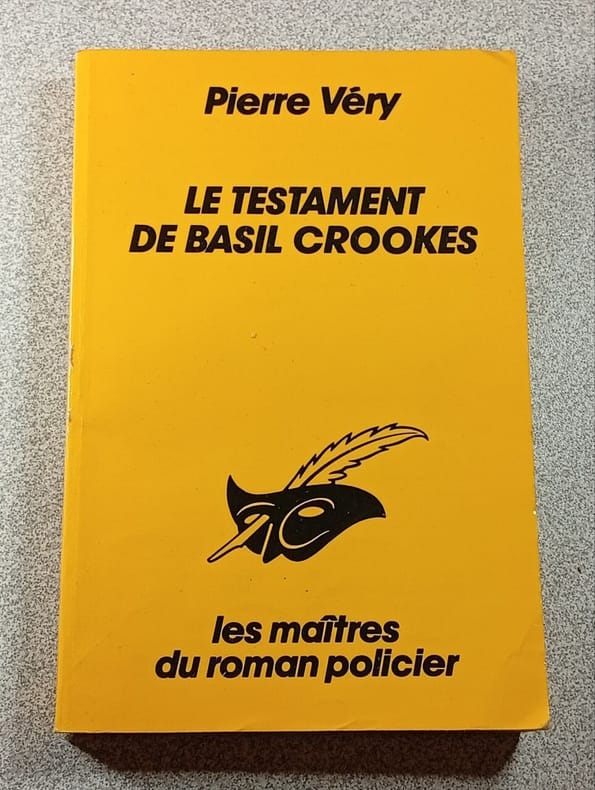 Pierre Véry
LE TESTAMENT
DE BASIL CROOKES
les maîtres
du roman policier